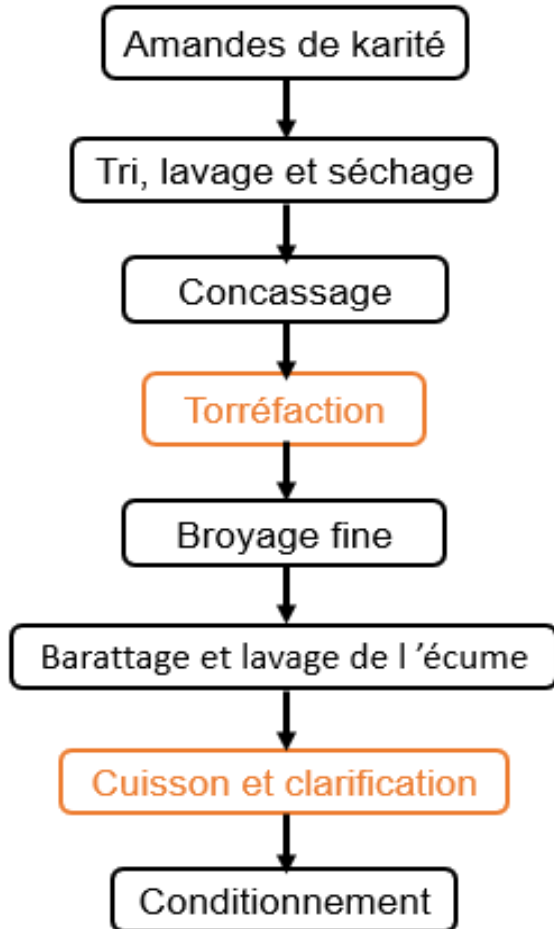 Amandes de karité
Tri, lavage et séchage
Concassage
Torréfaction
Broyage fine
Barattage et lavage de l ’écume
Cuisson et clarification
Conditionnement